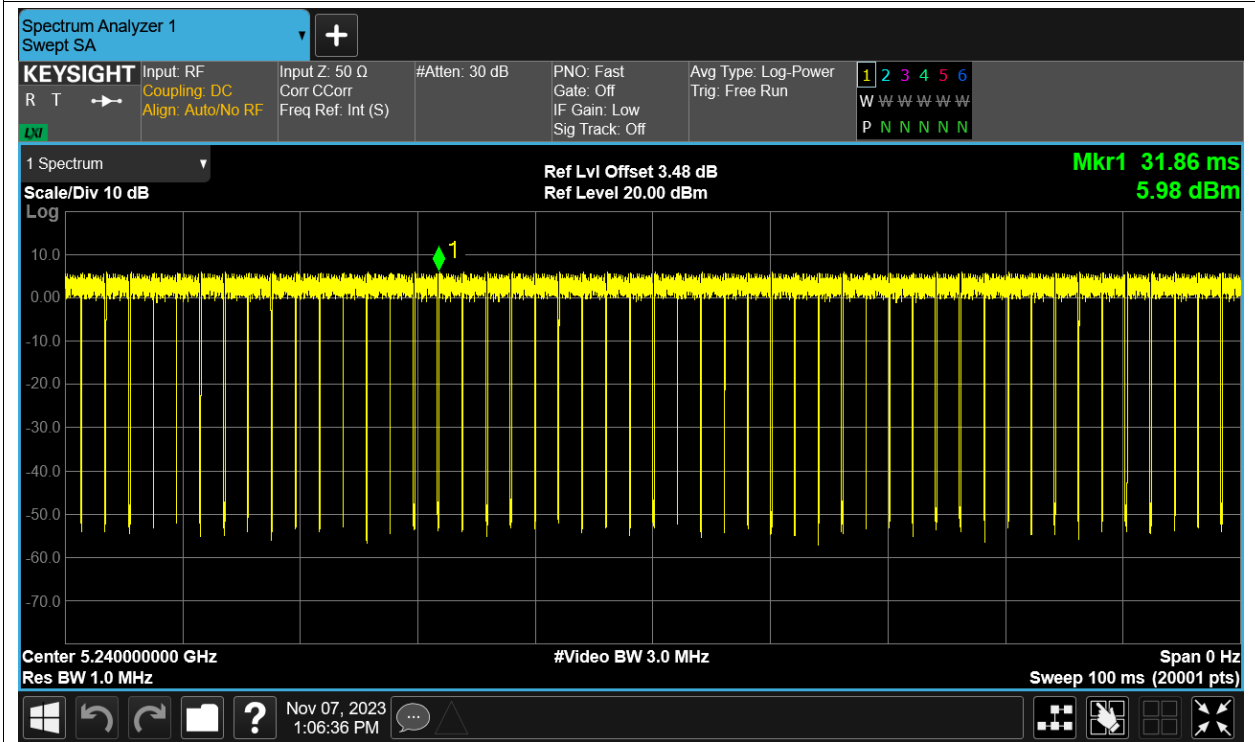 Spectrum Analyzer 1
Swept SA
KEYSIGHT
R T
LXI
Input: RF
Coupling: DC
Align: Auto/No RF
Input Z: 50 Ω
Corr CCorr
Freq Ref: Int (S)
#Atten: 30 dB
PNO: Fast
Gate: Off
IF Gain: Low
Sig Track: Off
Avg Type: Log-Power
Trig: Free Run
1 2 3 4 5 6
W W W W W W
P N N N N N
1 Spectrum
Scale/Div 10 dB
Log
Ref Lvl Offset 3.48 dB
Ref Level 20.00 dBm
Mkr1 31.86 ms
5.98 dBm
1
10.0
0.00
-10.0
-20.0
-30.0
-40.0
-50.0
-60.0
-70.0
Center 5.240000000 GHz
Res BW 1.0 MHz
#Video BW 3.0 MHz
Span 0 Hz
Sweep 100 ms (20001 pts)
?
Nov 07, 2023
1:06:36 PM